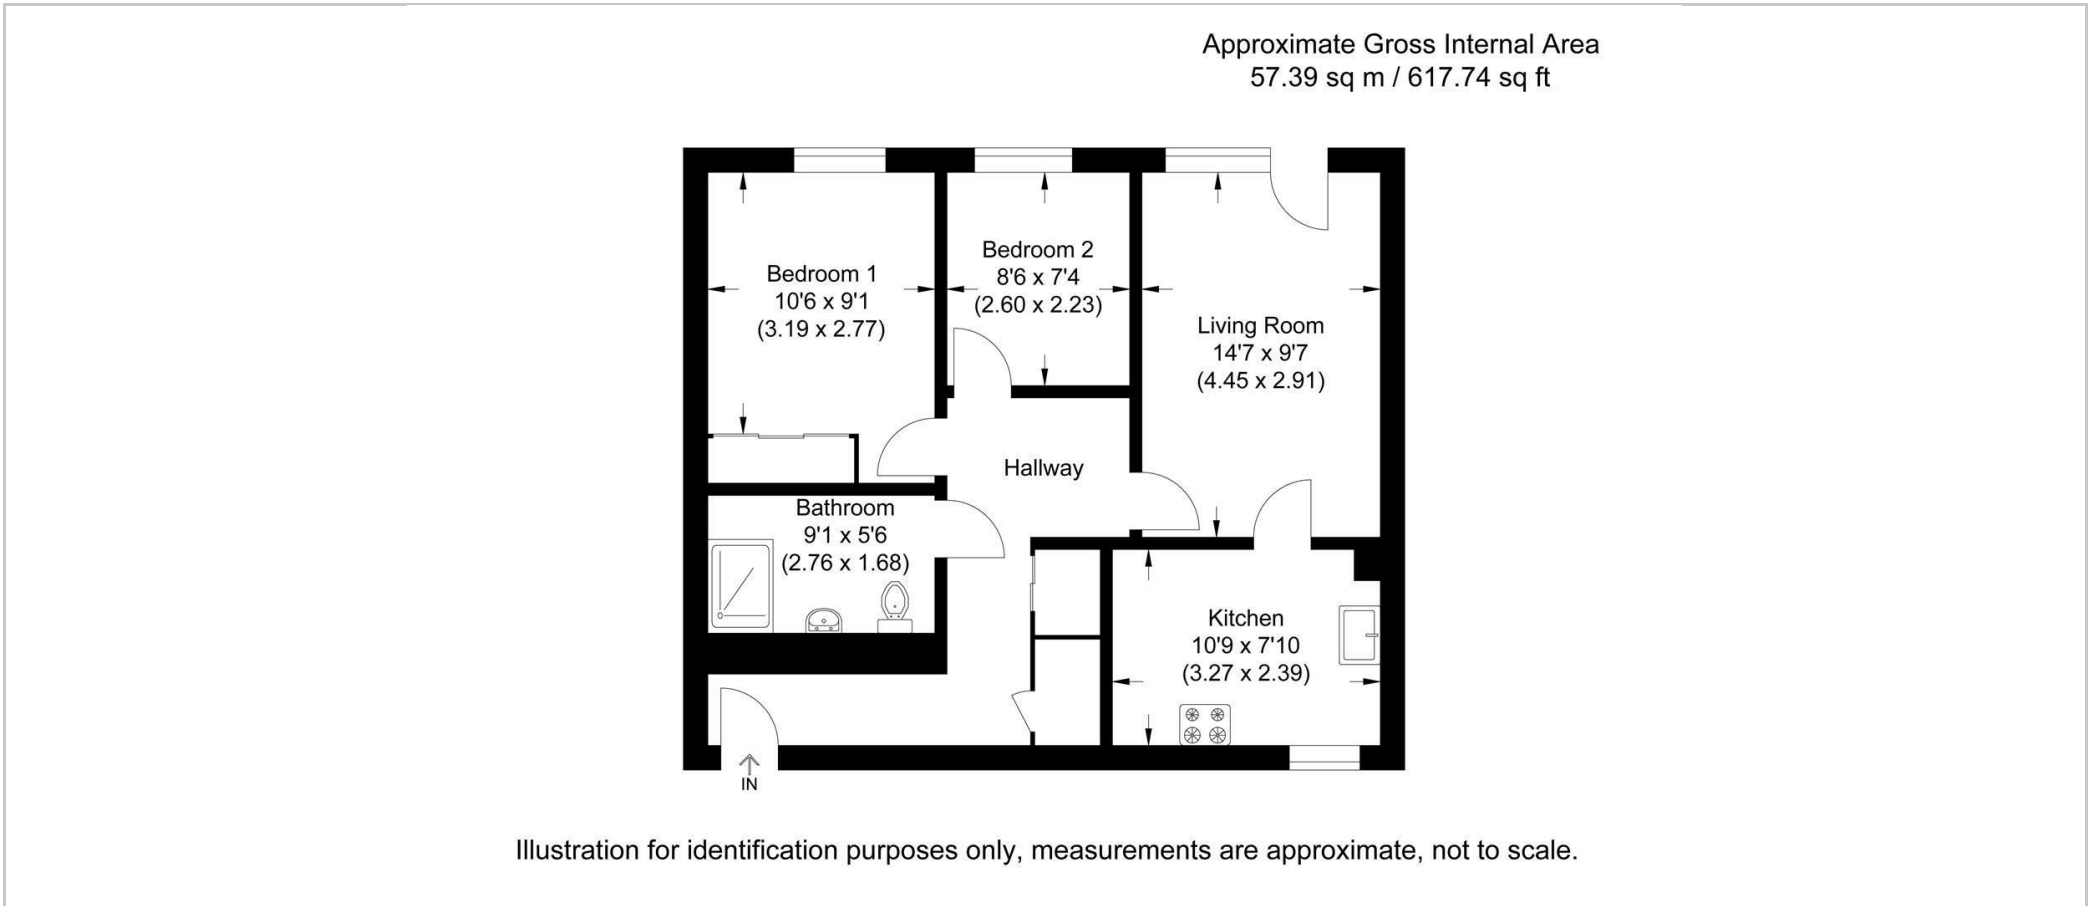 Approximate Gross Internal Area
57.39 sq m / 617.74 sq ft
Bedroom 1
10'6 x 9'1
(3.19 x 2.77)
Bedroom 2
8'6 x 7'4
(2.60 x 2.23)
Living Room
14'7 x 9'7
(4.45 x 2.91)
Hallway
Bathroom
9'1 x 5'6
(2.76 x 1.68)
Kitchen
10'9 x 7'10
(3.27 x 2.39)
IN
Illustration for identification purposes only, measurements are approximate, not to scale.